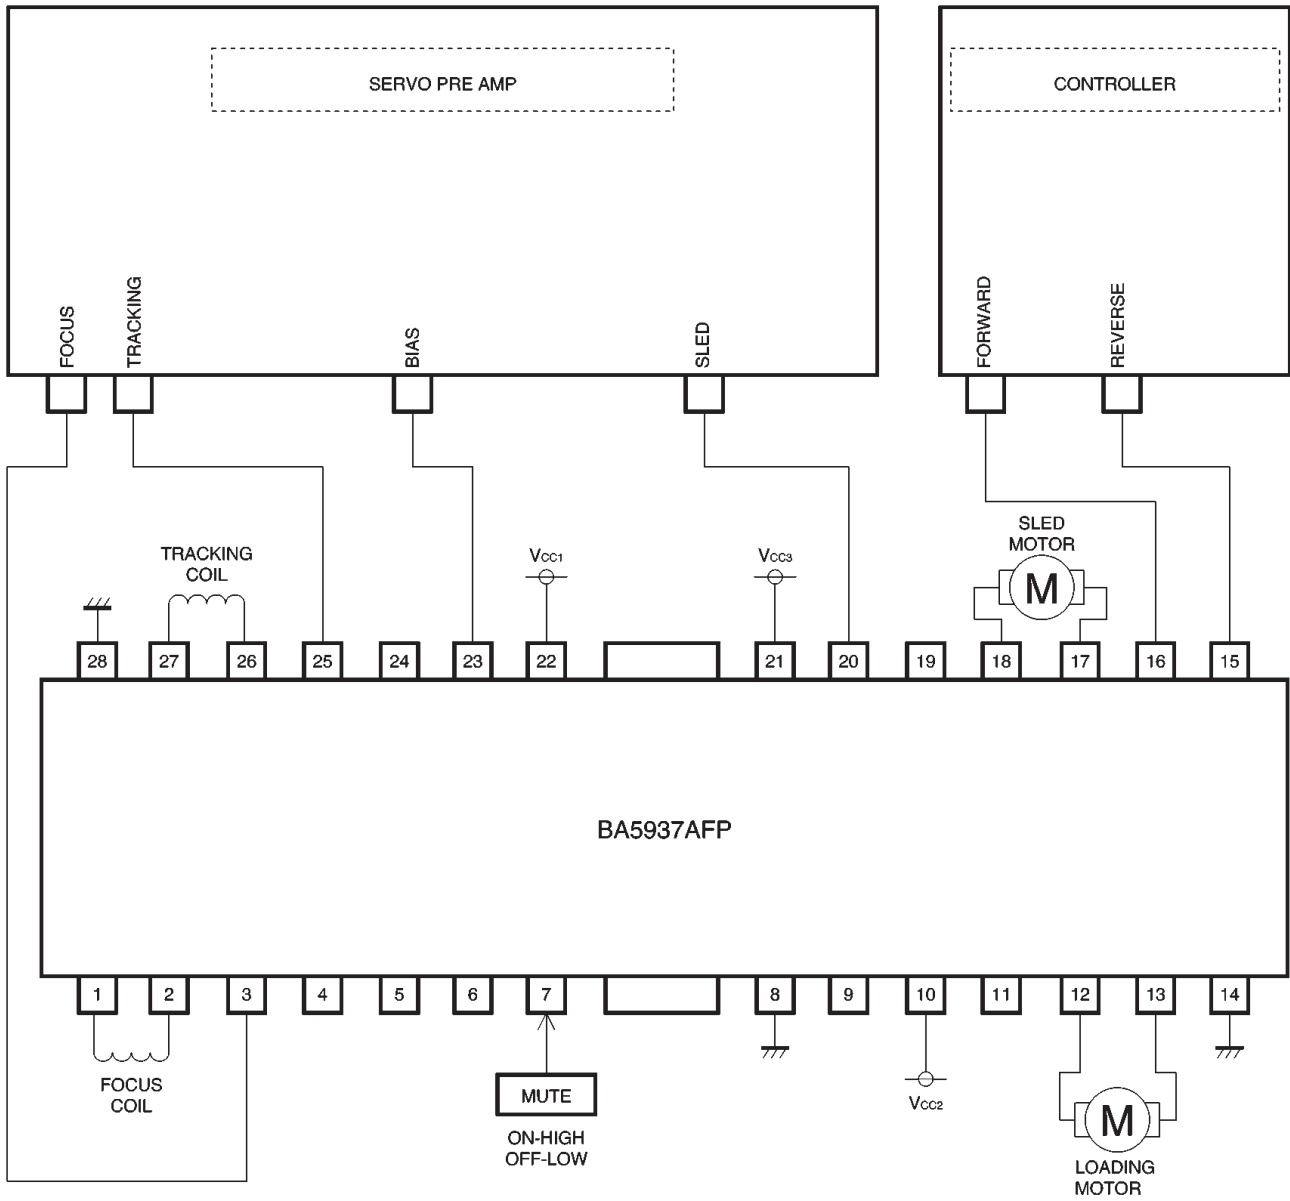 SERVO PRE AMP
CONTROLLER
FOCUS
TRACKING
BIAS
SLED
FORWARD
REVERSE
TRACKING
COIL
VCC1
VCC3
SLED
MOTOR
M
28
27
26
25
24
23
22
21
20
19
18
17
16
15
BA5937AFP
1
2
3
4
5
6
7
8
9
10
11
12
13
14
FOCUS
COIL
MUTE
ON-HIGH
OFF-LOW
VCC2
M
LOADING
MOTOR